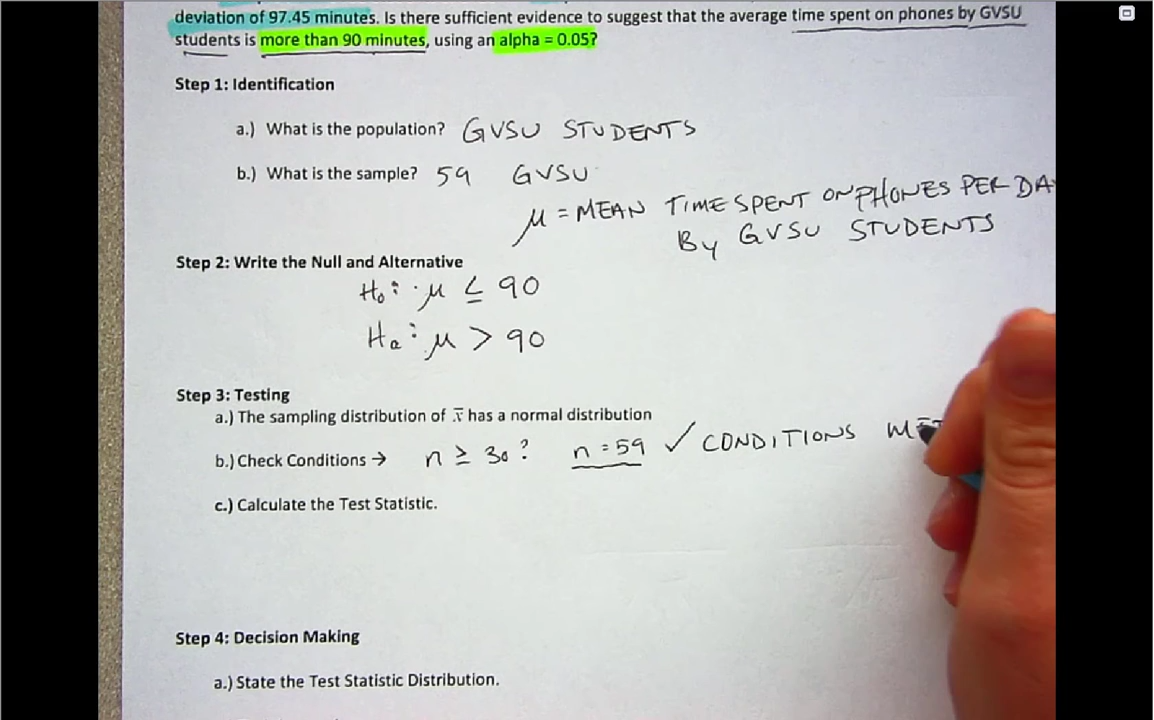 deviation of 97.45 minutes. Is there sufficient evidence to suggest that the average time spent on phones by GVSU
students is more than 90 minutes, using an alpha = 0.05?
Step 1: Identification
a.) What is the population? GVSU STUDENTS
b.) What is the sample? 59 GVSU
μ = MEAN TIME SPENT ON PHONES PER DA
By GVSU STUDENTS
Step 2: Write the Null and Alternative
H₀: μ ≤ 90
Hₐ: μ > 90
Step 3: Testing
a.) The sampling distribution of x̄ has a normal distribution
b.) Check Conditions → n ≥ 30? n = 59 ✓ CONDITIONS
c.) Calculate the Test Statistic.
Step 4: Decision Making
a.) State the Test Statistic Distribution.